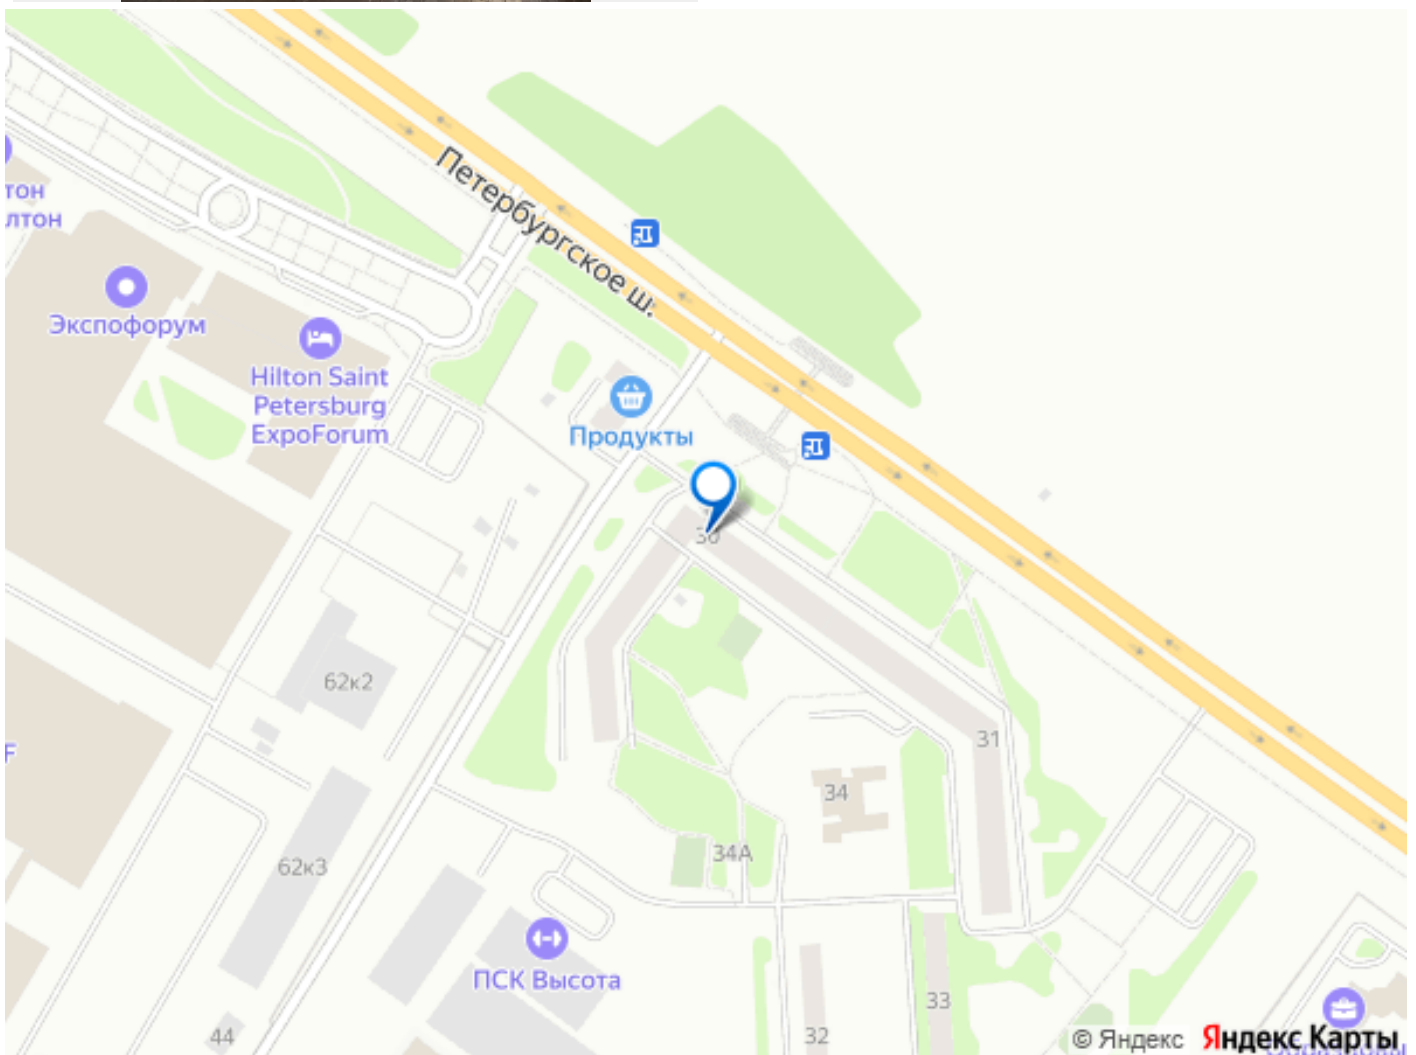 Петербургское ш.
тон
лтон
Экспофорум
Hilton Saint
Petersburg
ExpoForum
Продукты
30
31
62к2
F
34
34А
62к3
ПСК Высота
33
32
44
© Яндекс Яндекс Карты